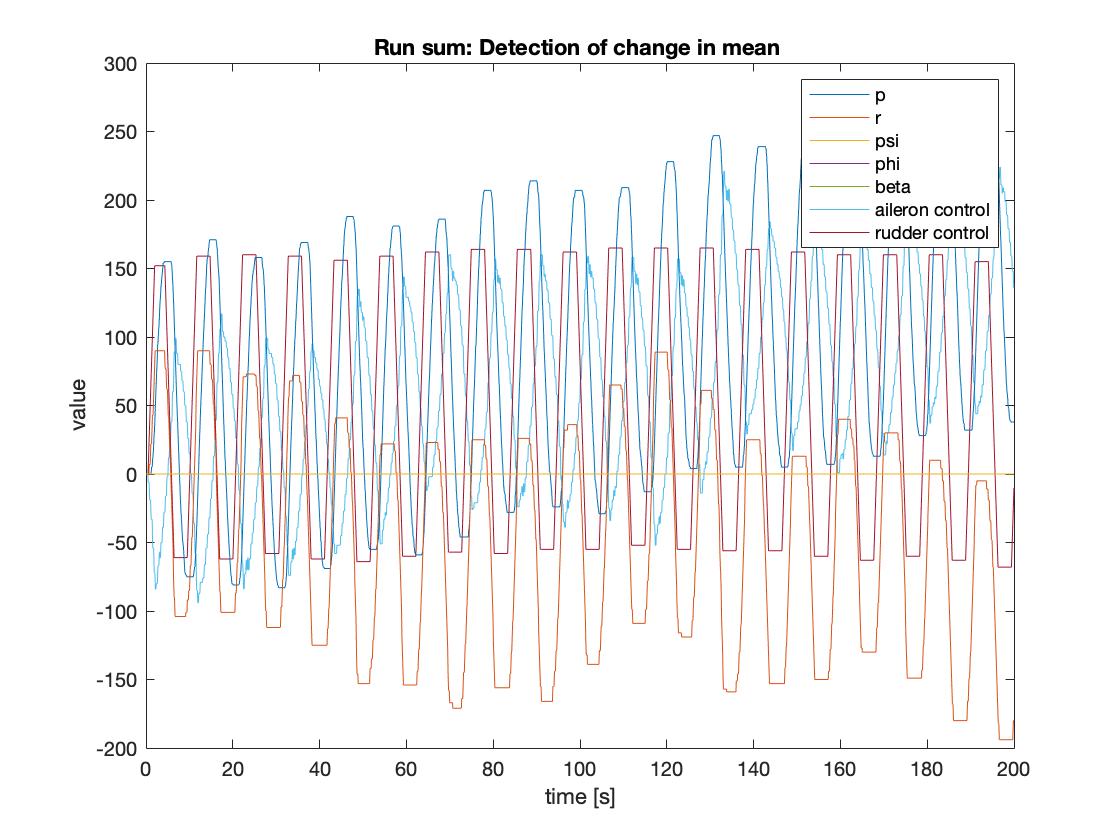 Run sum: Detection of change in mean
300
250
200
150
100
50
0
-50
-100
-150
-200
value
p
r
psi
phi
beta
aileron control
rudder control
0 20 40 60 80 100 120 140 160 180 200
time [s]